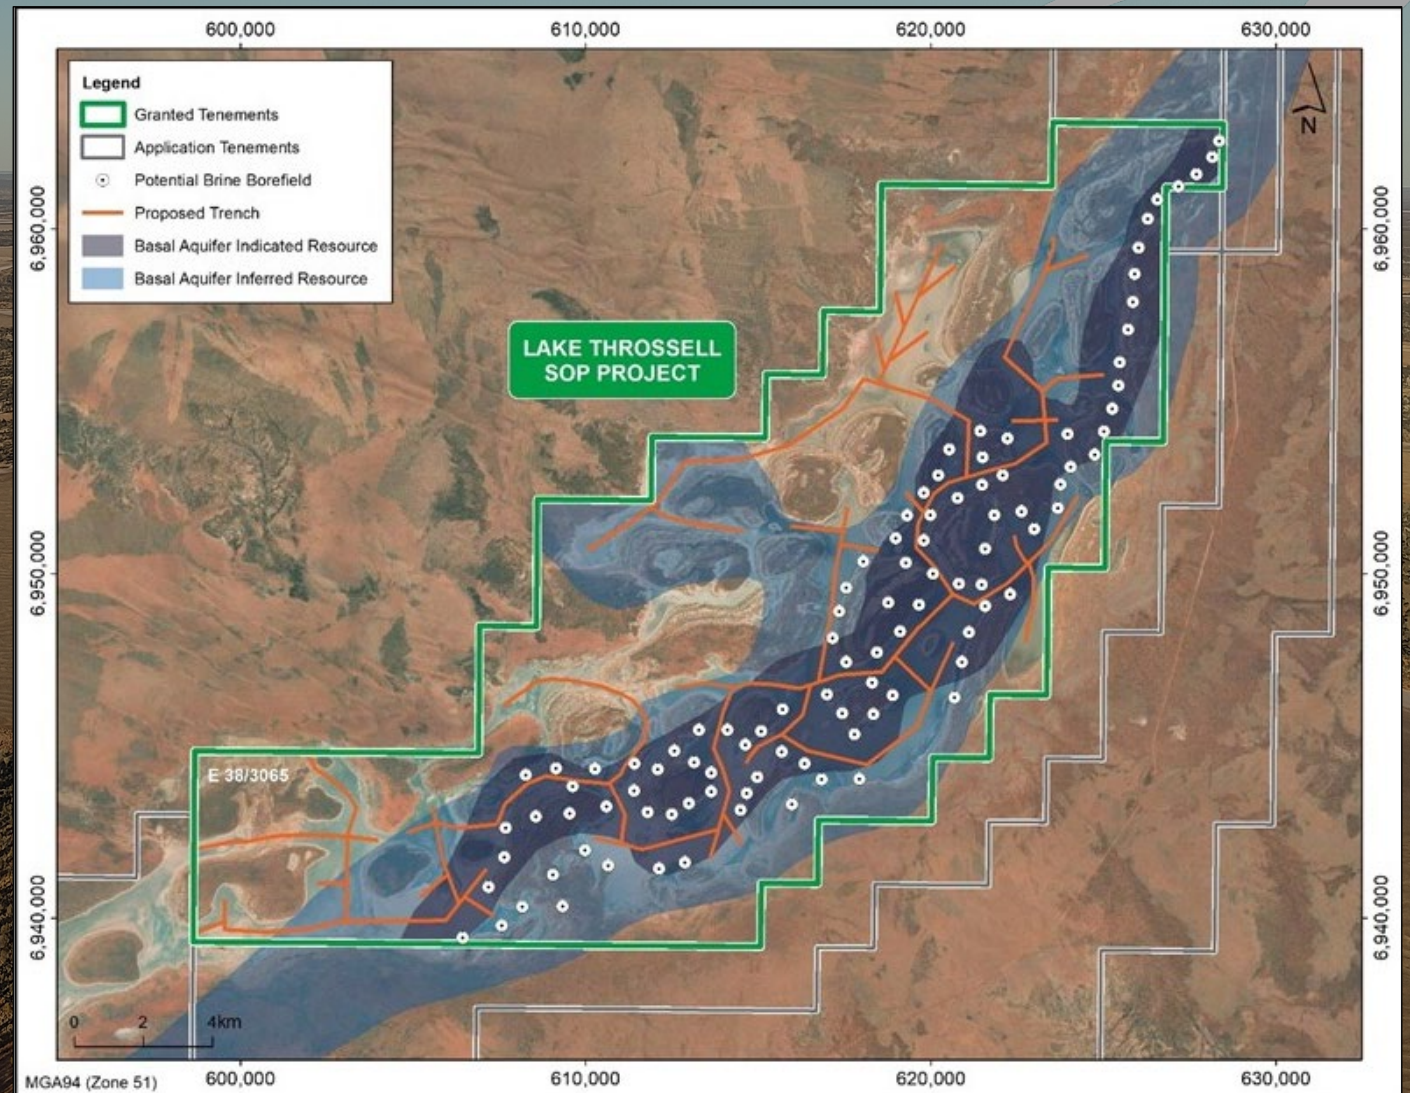 600,000
610,000
620,000
630,000
Legend
Granted Tenements
Application Tenements
Potential Brine Borefield
Proposed Trench
Basal Aquifer Indicated Resource
Basal Aquifer Inferred Resource
N
6,960,000
6,960,000
LAKE THROSSELL
SOP PROJECT
6,950,000
6,950,000
E 38/3065
6,940,000
6,940,000
0 2 4km
MGA94 (Zone 51)
600,000
610,000
620,000
630,000